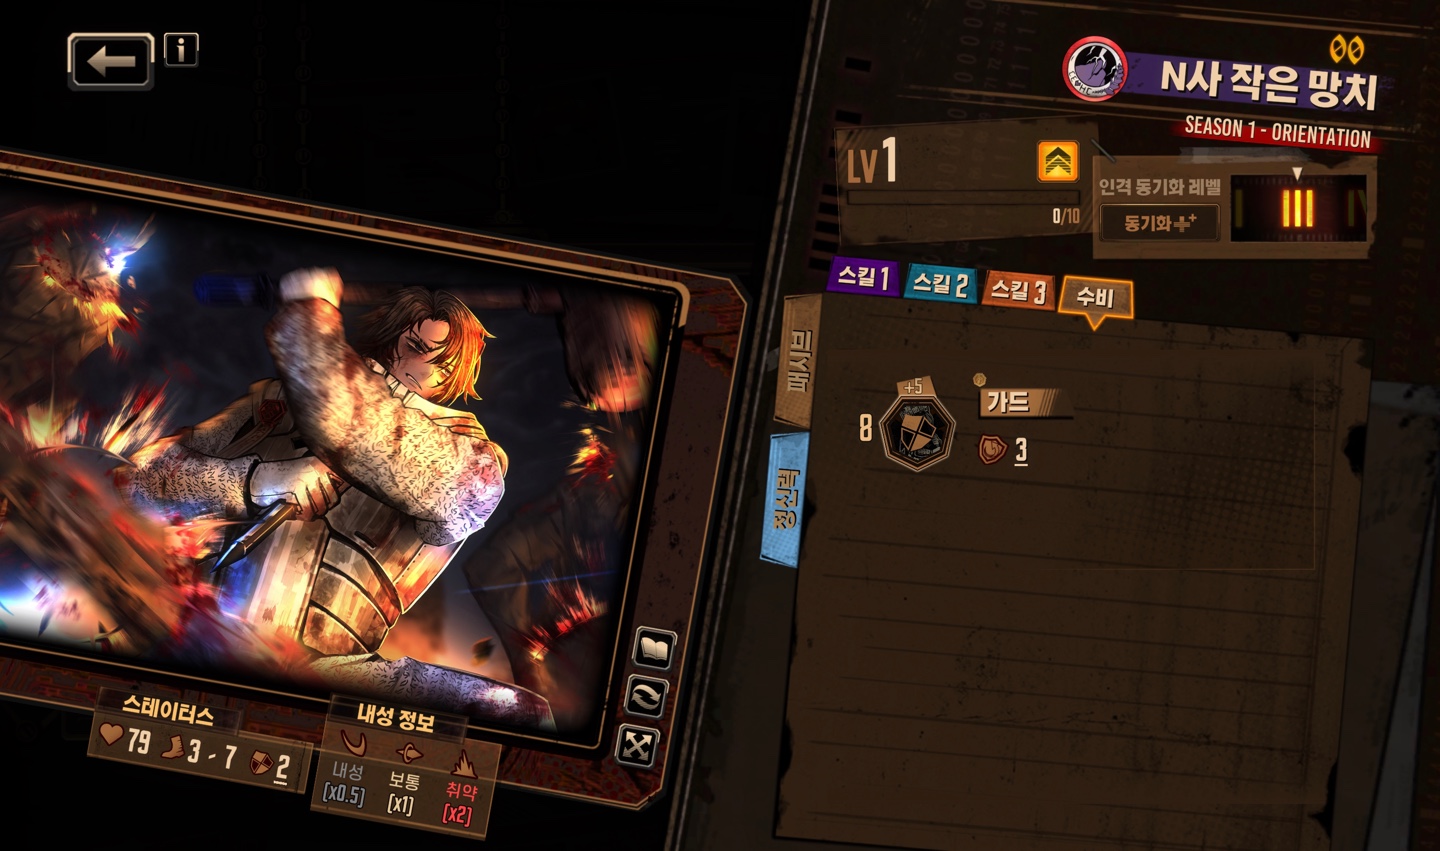 N사 작은 망치
SEASON 1 - ORIENTATION
LV 1
0/10
인격 동기화 레벨
동기화
스킬 1
스킬 2
스킬 3
수비
패시브
정신력
+5
8
가드
3
스테이터스
79
3 - 7
2
내성 정보
내성
[x0.5]
보통
[x1]
취약
[x2]